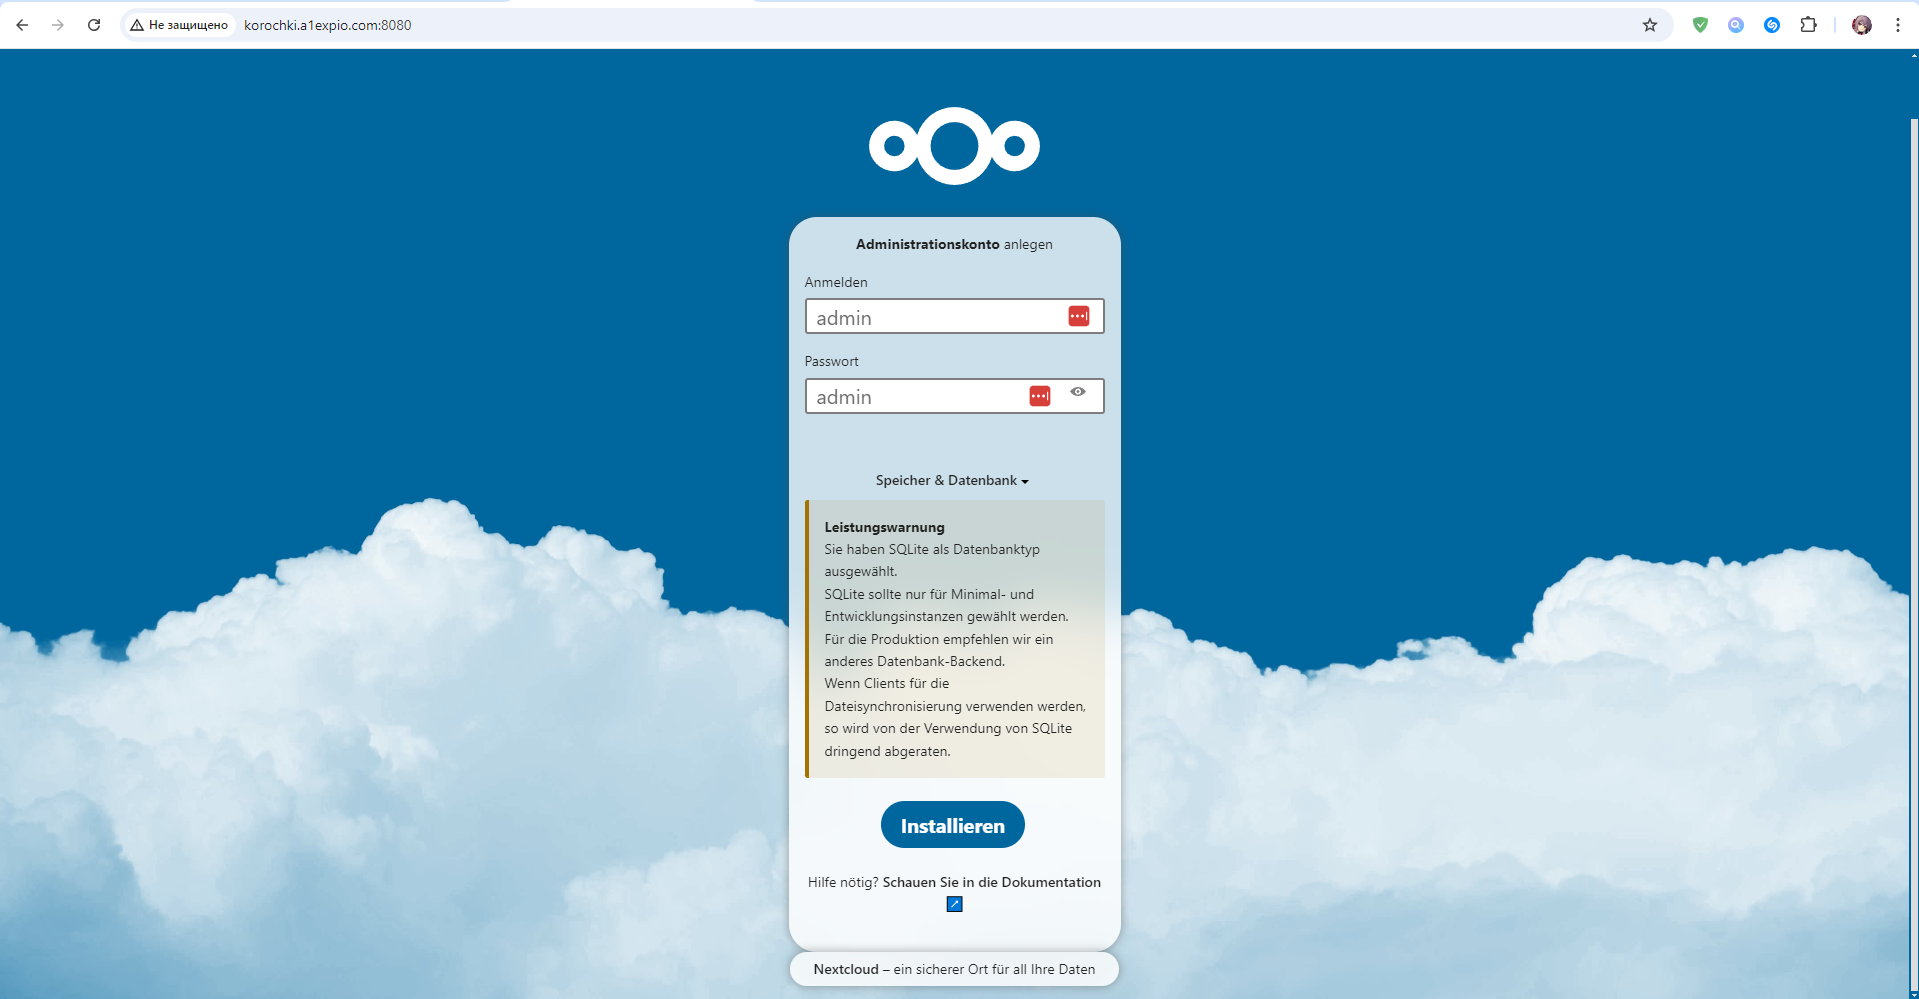 Не защищено
korochki.a1expio.com:8080
Administrationskonto anlegen
Anmelden
admin
Passwort
admin
Speicher & Datenbank
Leistungswarnung
Sie haben SQLite als Datenbanktyp
ausgewählt.
SQLite sollte nur für Minimal- und
Entwicklungsinstanzen gewählt werden.
Für die Produktion empfehlen wir ein
anderes Datenbank-Backend.
Wenn Clients für die
Dateisynchronisierung verwenden werden,
so wird von der Verwendung von SQLite
dringend abgeraten.
Installieren
Hilfe nötig? Schauen Sie in die Dokumentation
Nextcloud – ein sicherer Ort für all Ihre Daten